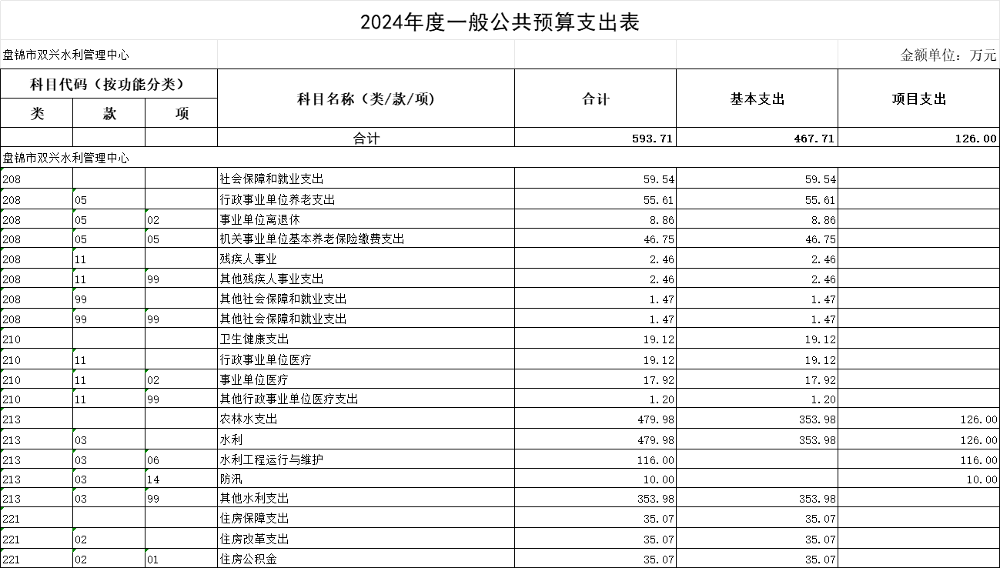 2024年度一般公共预算支出表
盘锦市双兴水利管理中心 金额单位：万元
科目代码（按功能分类） 科目名称（类/款/项） 合计 基本支出 项目支出
类 款 项
合计 593.71 467.71 126.00
盘锦市双兴水利管理中心
208 社会保障和就业支出 59.54 59.54
208 05 行政事业单位养老支出 55.61 55.61
208 05 02 事业单位离退休 8.86 8.86
208 05 05 机关事业单位基本养老保险缴费支出 46.75 46.75
208 11 残疾人事业 2.46 2.46
208 11 99 其他残疾人事业支出 2.46 2.46
208 99 其他社会保障和就业支出 1.47 1.47
208 99 99 其他社会保障和就业支出 1.47 1.47
210 卫生健康支出 19.12 19.12
210 11 行政事业单位医疗 19.12 19.12
210 11 02 事业单位医疗 17.92 17.92
210 11 99 其他行政事业单位医疗支出 1.20 1.20
213 农林水支出 479.98 353.98 126.00
213 03 水利 479.98 353.98 126.00
213 03 06 水利工程运行与维护 116.00 116.00
213 03 14 防汛 10.00 10.00
213 03 99 其他水利支出 353.98 353.98
221 住房保障支出 35.07 35.07
221 02 住房改革支出 35.07 35.07
221 02 01 住房公积金 35.07 35.07